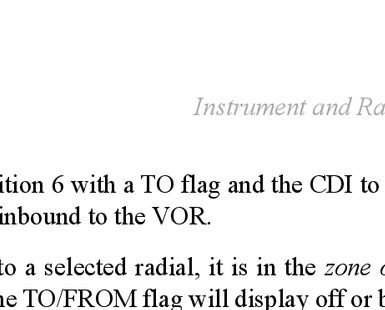 Instrument and Ra
ition 6 with a TO flag and the CDI to
inbound to the VOR.
to a selected radial, it is in the zone
ne TO/FROM flag will display off or